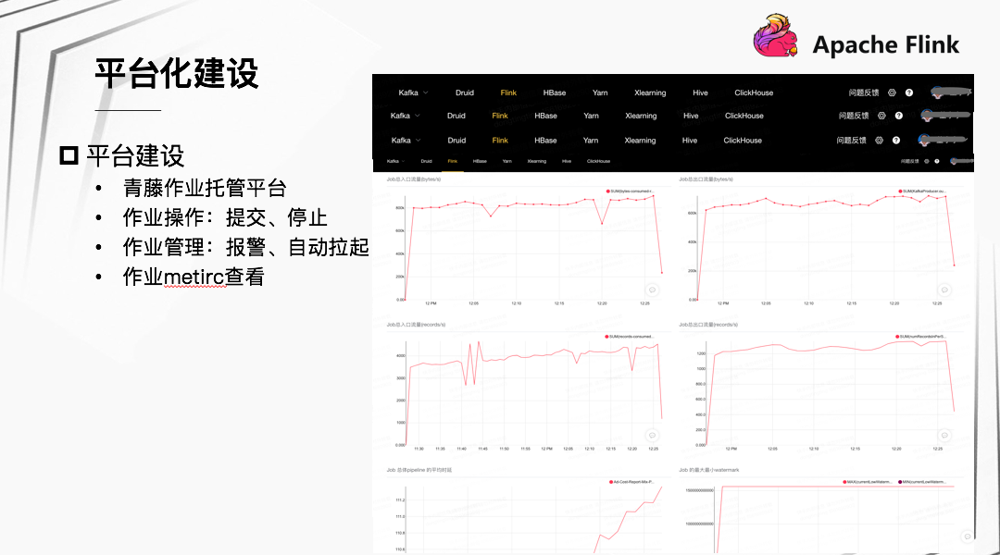 Apache Flink
平台化建设
平台建设
• 青藤作业托管平台
• 作业操作：提交、停止
• 作业管理：报警、自动拉起
• 作业metirc查看
Kafka Druid Flink HBase Yarn Xlearning Hive ClickHouse 问题反馈
Kafka Druid Flink HBase Yarn Xlearning Hive ClickHouse 问题反馈
Kafka Druid Flink HBase Yarn Xlearning Hive ClickHouse 问题反馈
Kafka Druid Flink HBase Yarn Xlearning Hive ClickHouse 问题反馈
Job总入口流量(bytes/s)
SUM(bytes-consumed-r...
800k
600k
400k
200k
0.00
12 PM 12:05 12:10 12:15 12:20 12:25
Job总出口流量(bytes/s)
SUM(KafkaProducer-ou...
600k
400k
200k
0.00
12 PM 12:05 12:10 12:15 12:20 12:25
Job总入口流量(records/s)
SUM(records-consumed...
4000
3000
2000
1000
0.000
11:30 11:35 11:40 11:45 11:50 11:55 12 PM 12:05 12:10 12:15 12:20 12:25
Job总出口流量(records/s)
SUM(numRecordsInPerS...
1200
1000
800.0
600.0
400.0
200.0
0.000
12 PM 12:05 12:10 12:15 12:20 12:25
Job 总体pipeline 的平均时延
Ad-Cost-Report-Mix-P...
111.2
111.0
110.8
110.6
Job 的最大最小watermark
MAX(currentLowWaterm... MIN(currentLowWaterm...